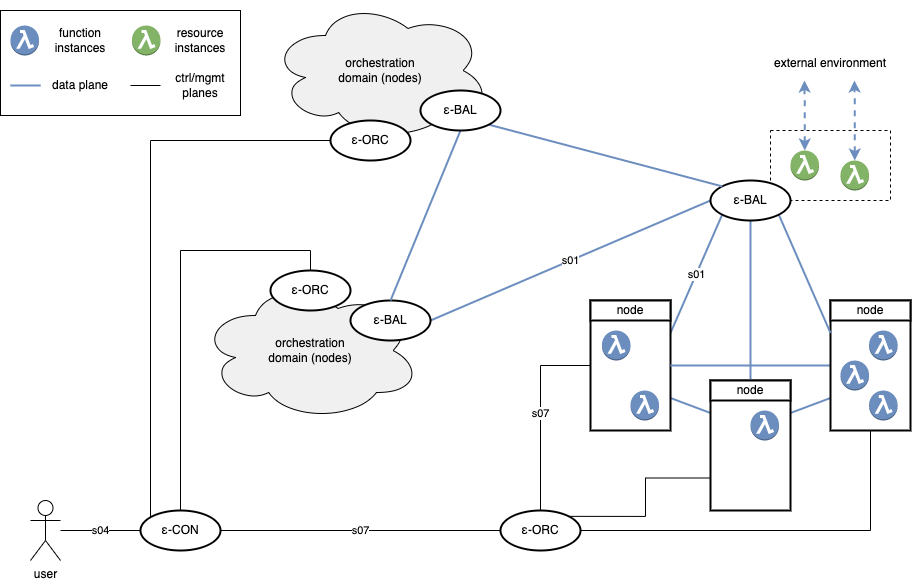 function
instances
resource
instances
data plane
ctrl/mgmt
planes
orchestration
domain (nodes)
ε-BAL
ε-ORC
external environment
λ
λ
ε-BAL
s01
s01
ε-ORC
ε-BAL
orchestration
domain (nodes)
node
λ
λ
node
λ
node
λ
λ
λ
s07
user
s04
ε-CON
s07
ε-ORC